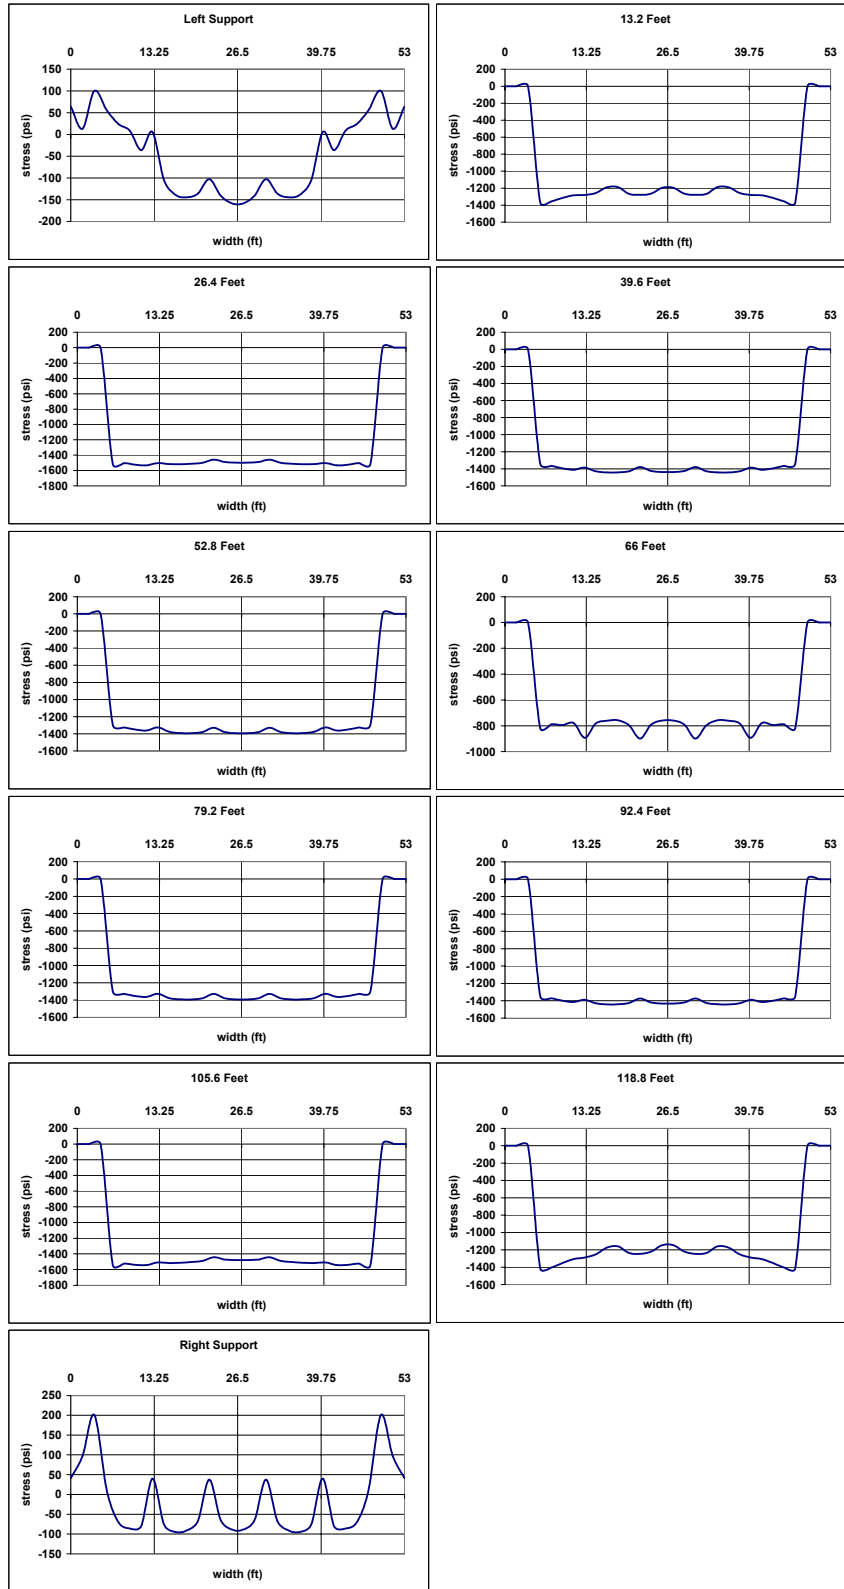 Left Support
0 13.25 26.5 39.75 53
150
100
50
0
-50
-100
-150
-200
stress (psi)
width (ft)
13.2 Feet
0 13.25 26.5 39.75 53
200
0
-200
-400
-600
-800
-1000
-1200
-1400
-1600
stress (psi)
width (ft)
26.4 Feet
0 13.25 26.5 39.75 53
200
0
-200
-400
-600
-800
-1000
-1200
-1400
-1600
-1800
stress (psi)
width (ft)
39.6 Feet
0 13.25 26.5 39.75 53
200
0
-200
-400
-600
-800
-1000
-1200
-1400
-1600
stress (psi)
width (ft)
52.8 Feet
0 13.25 26.5 39.75 53
200
0
-200
-400
-600
-800
-1000
-1200
-1400
-1600
stress (psi)
width (ft)
66 Feet
0 13.25 26.5 39.75 53
200
0
-200
-400
-600
-800
-1000
stress (psi)
width (ft)
79.2 Feet
0 13.25 26.5 39.75 53
200
0
-200
-400
-600
-800
-1000
-1200
-1400
-1600
stress (psi)
width (ft)
92.4 Feet
0 13.25 26.5 39.75 53
200
0
-200
-400
-600
-800
-1000
-1200
-1400
-1600
stress (psi)
width (ft)
105.6 Feet
0 13.25 26.5 39.75 53
200
0
-200
-400
-600
-800
-1000
-1200
-1400
-1600
-1800
stress (psi)
width (ft)
118.8 Feet
0 13.25 26.5 39.75 53
200
0
-200
-400
-600
-800
-1000
-1200
-1400
-1600
stress (psi)
width (ft)
Right Support
0 13.25 26.5 39.75 53
250
200
150
100
50
0
-50
-100
-150
stress (psi)
width (ft)